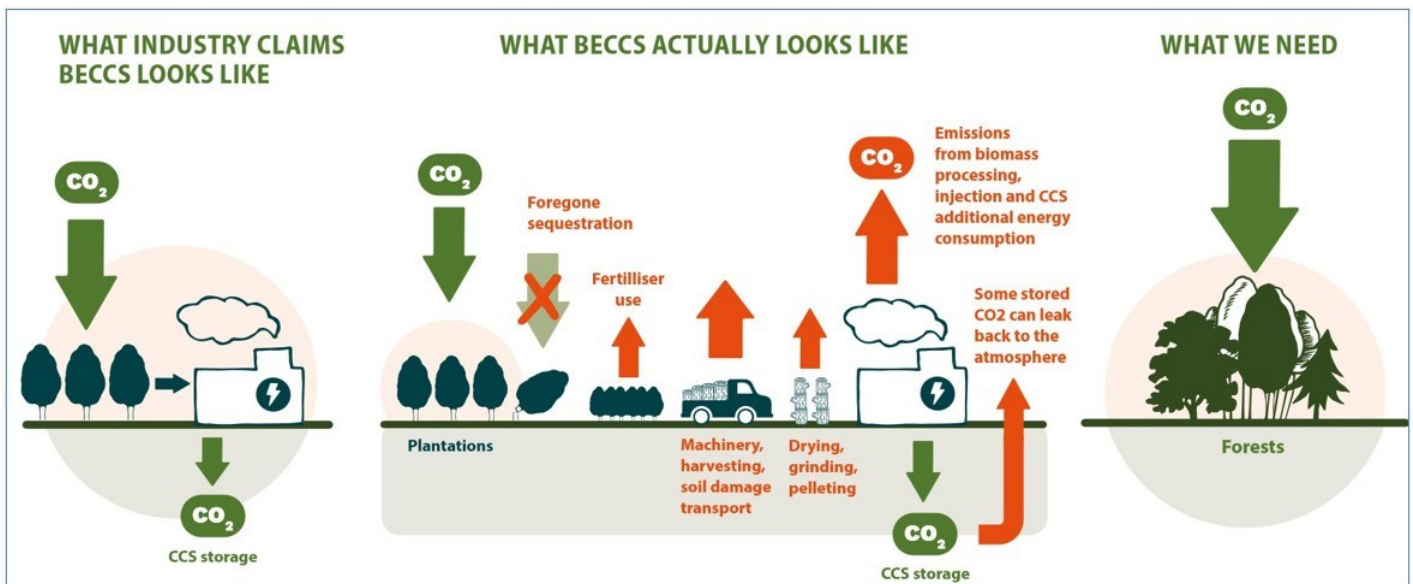 WHAT INDUSTRY CLAIMS
BECCS LOOKS LIKE
CO₂
CO₂
CCS storage
WHAT BECCS ACTUALLY LOOKS LIKE
CO₂
Foregone
sequestration
Plantations
Fertilliser
use
Machinery,
harvesting,
soil damage
transport
Drying,
grinding,
pelleting
CO₂
Emissions
from biomass
processing,
injection and CCS
additional energy
consumption
Some stored
CO2 can leak
back to the
atmosphere
CO₂
CCS storage
WHAT WE NEED
CO₂
Forests